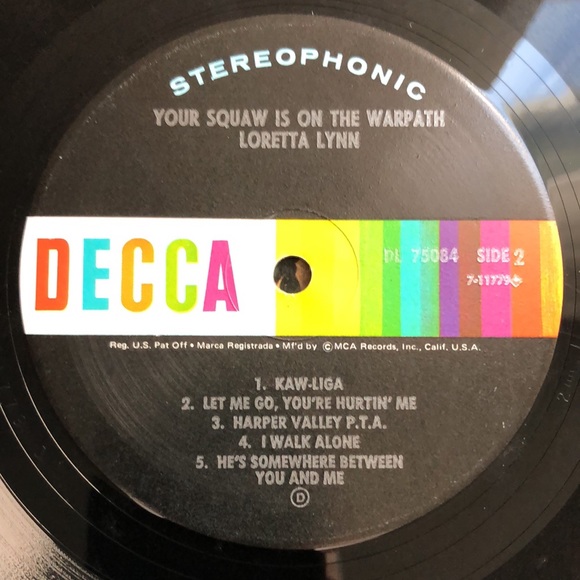 STEREOPHONIC
YOUR SQUAW IS ON THE WARPATH
LORETTA LYNN
DECCA
DL 75084 SIDE 2
7-11779✤
Reg. U.S. Pat Off • Marca Registrada • Mf'd by ©MCA Records, Inc., Calif. U.S.A.
1. KAW-LIGA
2. LET ME GO, YOU'RE HURTIN' ME
3. HARPER VALLEY P.T.A.
4. I WALK ALONE
5. HE'S SOMEWHERE BETWEEN
YOU AND ME
Ⓓ